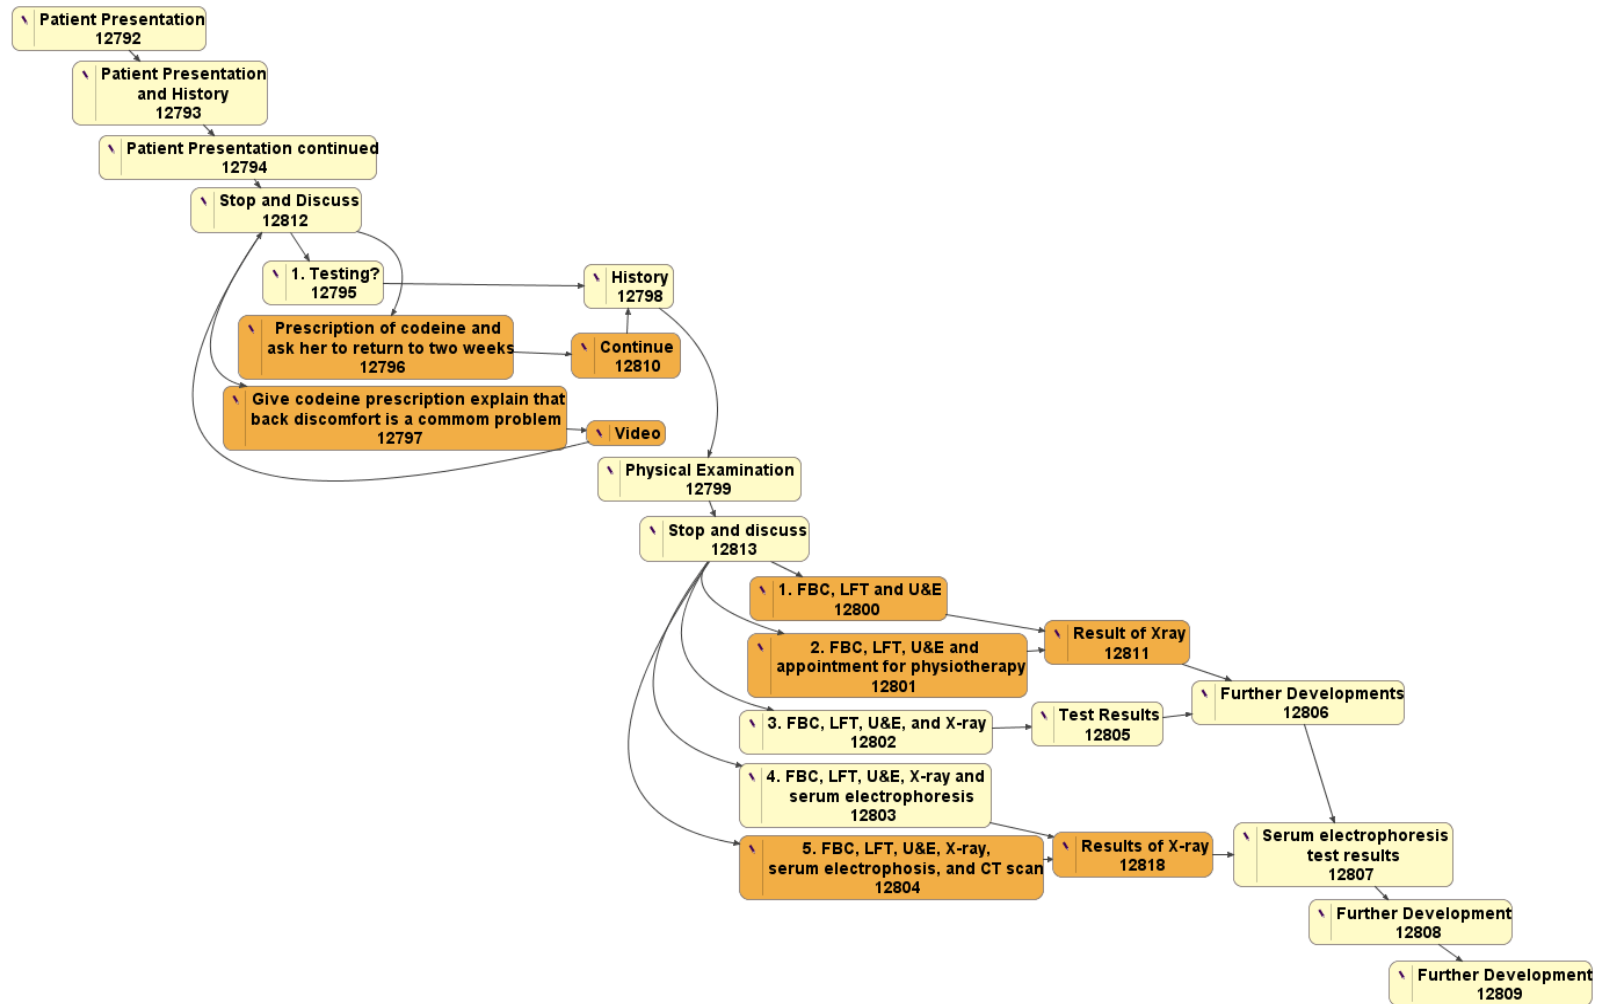 Patient Presentation
12792
Patient Presentation
and History
12793
Patient Presentation continued
12794
Stop and Discuss
12812
1. Testing?
12795
History
12798
Prescription of codeine and
ask her to return to two weeks
12796
Continue
12810
Give codeine prescription explain that
back discomfort is a commom problem
12797
Video
Physical Examination
12799
Stop and discuss
12813
1. FBC, LFT and U&E
12800
Result of Xray
12811
2. FBC, LFT, U&E and
appointment for physiotherapy
12801
Further Developments
12806
3. FBC, LFT, U&E, and X-ray
12802
Test Results
12805
4. FBC, LFT, U&E, X-ray and
serum electrophoresis
12803
5. FBC, LFT, U&E, X-ray,
serum electrophosis, and CT scan
12804
Results of X-ray
12818
Serum electrophoresis
test results
12807
Further Development
12808
Further Development
12809